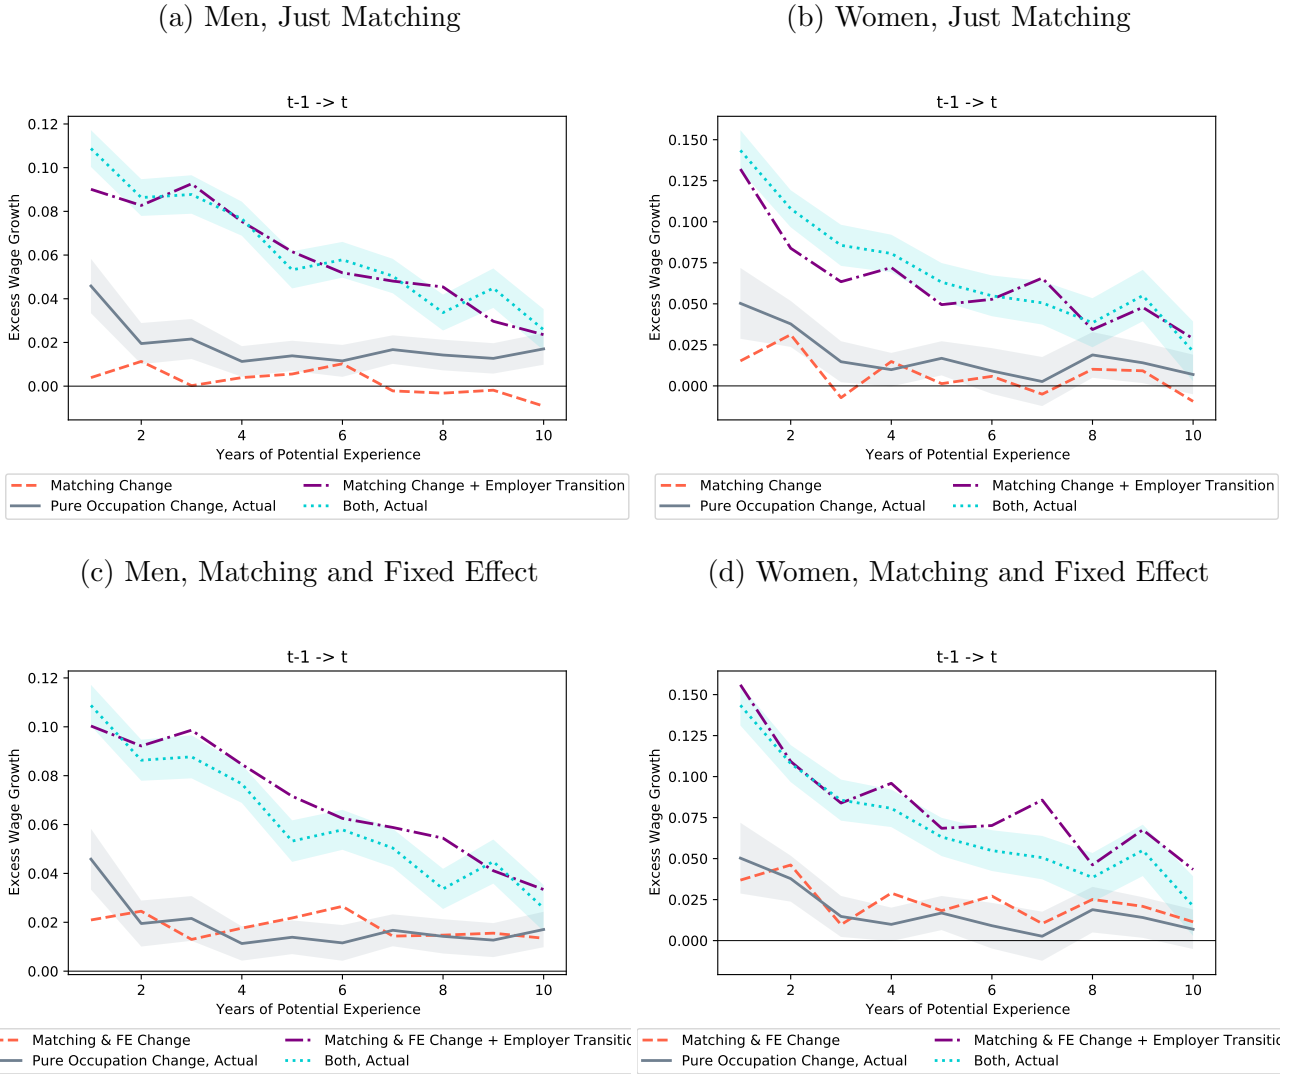 (a) Men, Just Matching
(b) Women, Just Matching
t-1 -> t
Excess Wage Growth
0.12
0.10
0.08
0.06
0.04
0.02
0.00
2 4 6 8 10
Years of Potential Experience
Matching Change
Matching Change + Employer Transition
Pure Occupation Change, Actual
Both, Actual
t-1 -> t
Excess Wage Growth
0.150
0.125
0.100
0.075
0.050
0.025
0.000
2 4 6 8 10
Years of Potential Experience
Matching Change
Matching Change + Employer Transition
Pure Occupation Change, Actual
Both, Actual
(c) Men, Matching and Fixed Effect
(d) Women, Matching and Fixed Effect
t-1 -> t
Excess Wage Growth
0.12
0.10
0.08
0.06
0.04
0.02
0.00
2 4 6 8 10
Years of Potential Experience
Matching & FE Change
Matching & FE Change + Employer Transitic
Pure Occupation Change, Actual
Both, Actual
t-1 -> t
Excess Wage Growth
0.150
0.125
0.100
0.075
0.050
0.025
0.000
2 4 6 8 10
Years of Potential Experience
Matching & FE Change
Matching & FE Change + Employer Transitic
Pure Occupation Change, Actual
Both, Actual